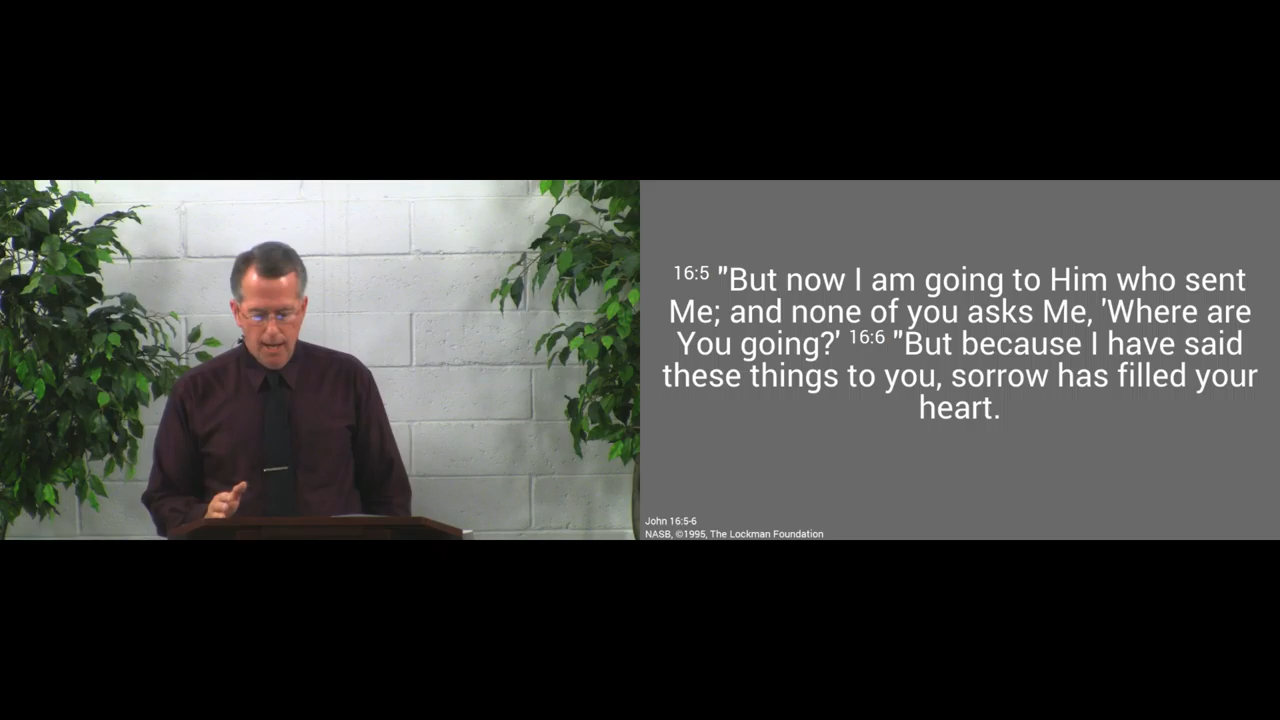 16:5 "But now I am going to Him who sent
Me; and none of you asks Me, 'Where are
You going?' 16:6 "But because I have said
these things to you, sorrow has filled your
heart.
John 16:5-6
NASB, ©1995, The Lockman Foundation